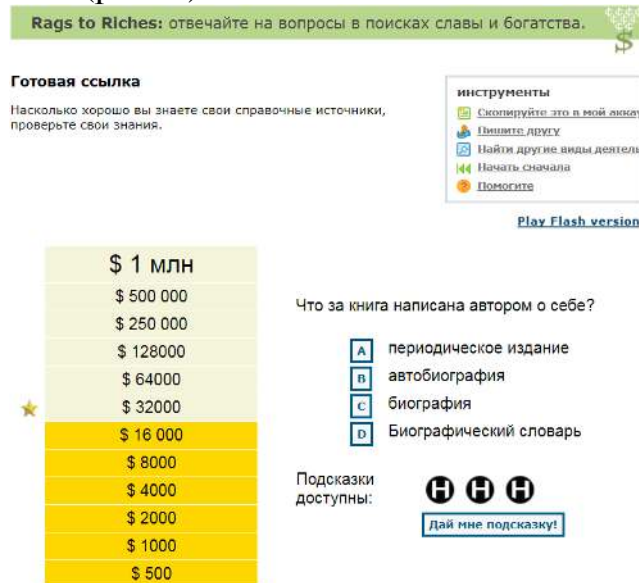 Rags to Riches: отвечайте на вопросы в поисках славы и богатства.
$
Готовая ссылка
Насколько хорошо вы знаете свои справочные источники,
проверьте свои знания.
инструменты
Скопируйте это в мой
Пишите другу
Найти другие виды
Начать сначала
Помогите
Play Flash version
$ 1 млн
$ 500 000
$ 250 000
$ 128000
$ 64000
$ 32000
$ 16 000
$ 8000
$ 4000
$ 2000
$ 1000
$ 500
Что за книга написана автором о себе?
A периодическое издание
B автобиография
C биография
D Биографический словарь
Подсказки
доступны:
H H H
Дай мне подсказку!